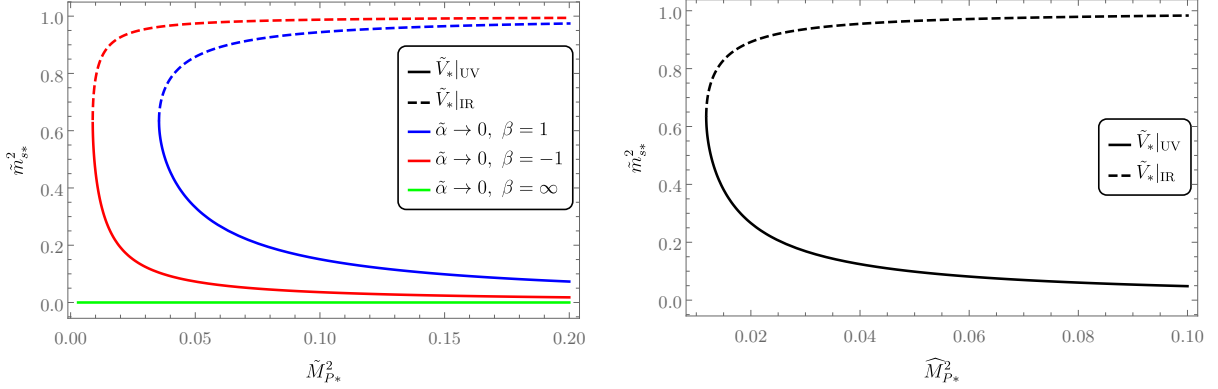 1.0
0.8
0.6
0.4
0.2
0.0
m̃²ₛ∗
0.00 0.05 0.10 0.15 0.20
M̃²_P∗
Ṽ∗|UV
Ṽ∗|IR
α̃ → 0, β = 1
α̃ → 0, β = −1
α̃ → 0, β = ∞
1.0
0.8
0.6
0.4
0.2
0.0
m̃²ₛ∗
0.02 0.04 0.06 0.08 0.10
M̂²_P∗
Ṽ∗|UV
Ṽ∗|IR